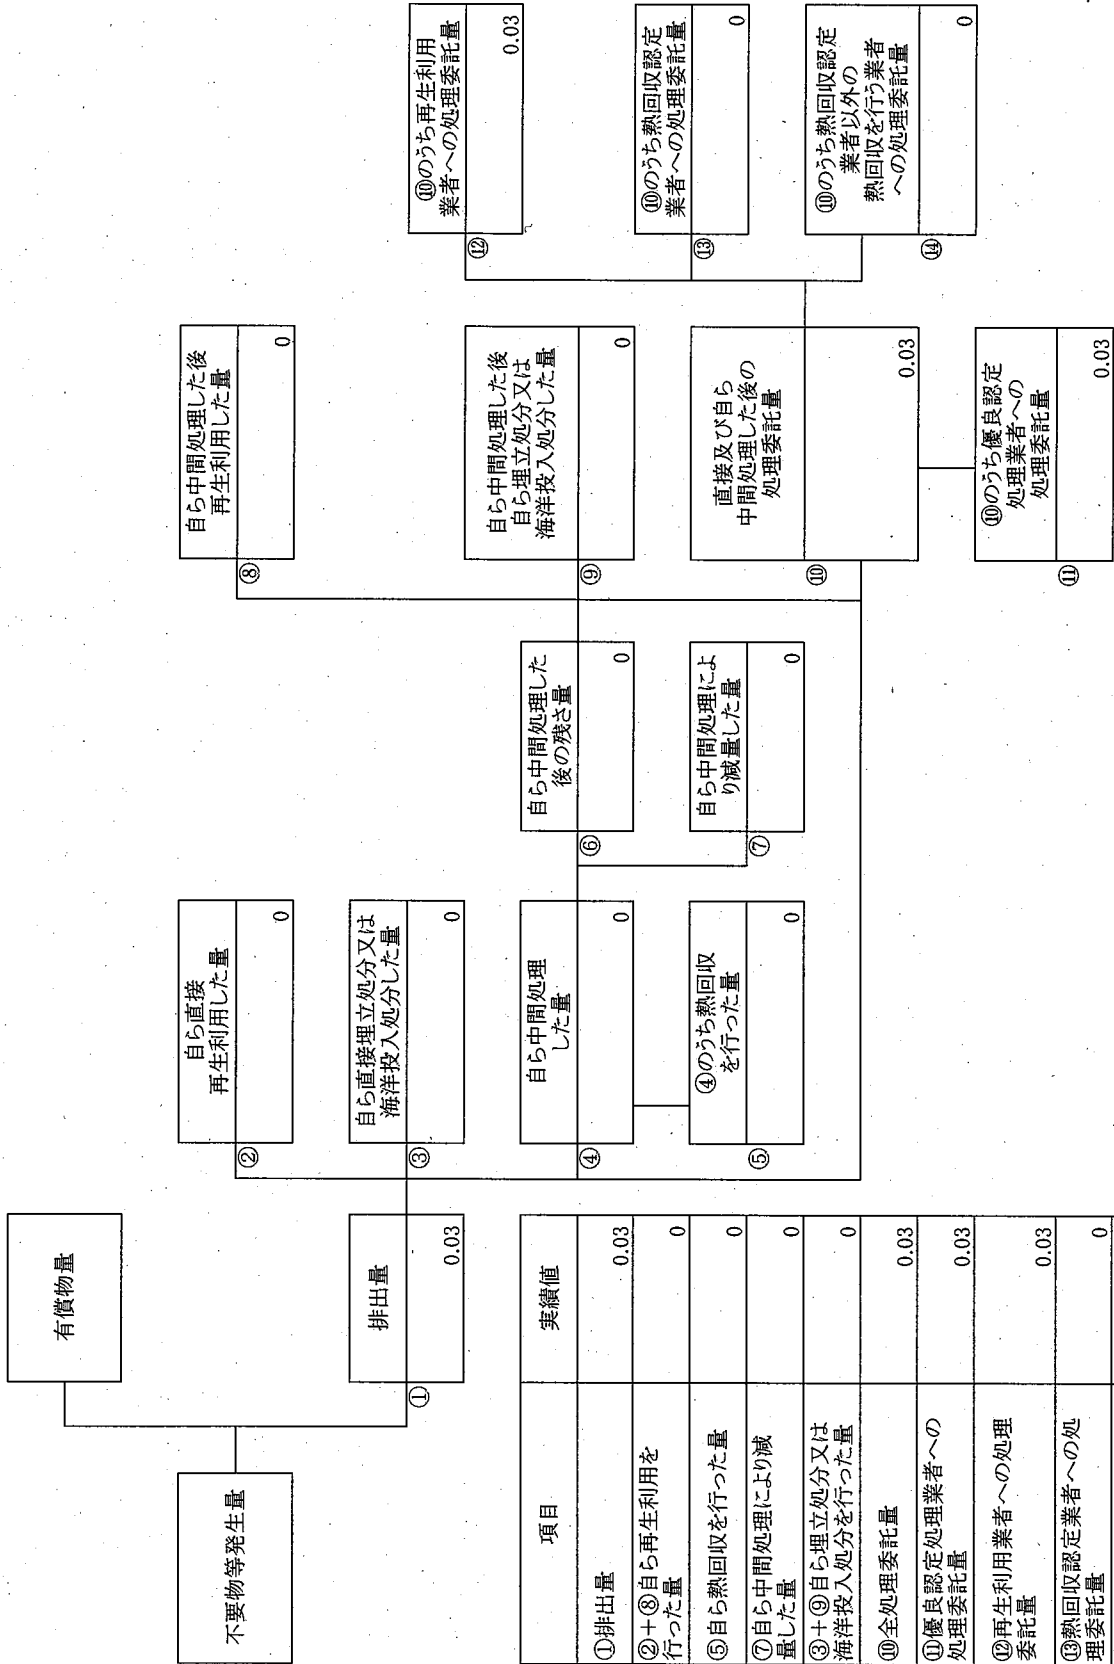 不要物等発生量
有償物量
排出量
①
0.03
自ら直接
再生利用した量
②
0
自ら直接埋立処分又は
海洋投入処分した量
③
0
自ら中間処理
した量
④
0
④のうち熱回収
を行った量
⑤
0
自ら中間処理した
後の残さ量
⑥
0
自ら中間処理によ
り減量した量
⑦
0
自ら中間処理した後
再生利用した量
⑧
0
自ら中間処理した後
自ら埋立処分又は
海洋投入処分した量
⑨
0
直接及び自ら
中間処理した後の
処理委託量
⑩
0.03
⑩のうち優良認定
処理業者への
処理委託量
⑪
0.03
⑩のうち再生利用
業者への処理委託量
⑫
0.03
⑩のうち熱回収認定
業者への処理委託量
⑬
0
⑩のうち熱回収認定
業者以外の
熱回収を行う業者
への処理委託量
⑭
0
項目 実績値
①排出量 0.03
②+⑧自ら再生利用を
行った量 0
⑤自ら熱回収を行った量 0
⑦自ら中間処理により減
量した量 0
③+⑨自ら埋立処分又は
海洋投入処分を行った量 0
⑩全処理委託量 0.03
⑪優良認定処理業者への
処理委託量 0.03
⑫再生利用業者への処理
委託量 0.03
⑬熱回収認定業者への処
理委託量 0